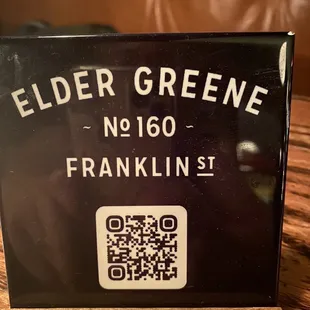 ELDER GREENE
~ No 160 ~
FRANKLIN ST